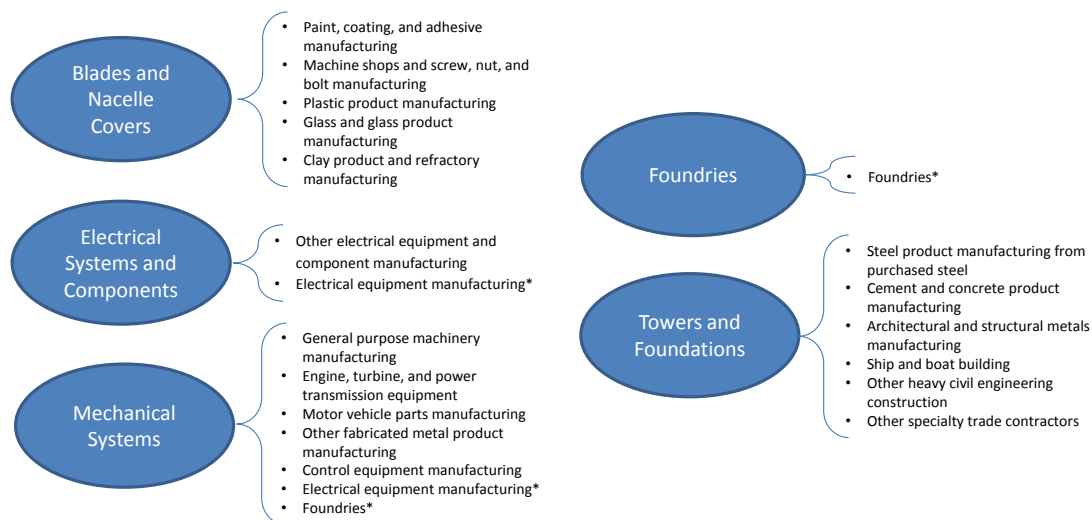 Blades and
Nacelle
Covers
• Paint, coating, and adhesive
manufacturing
• Machine shops and screw, nut, and
bolt manufacturing
• Plastic product manufacturing
• Glass and glass product
manufacturing
• Clay product and refractory
manufacturing
Electrical
Systems and
Components
• Other electrical equipment and
component manufacturing
• Electrical equipment manufacturing*
Mechanical
Systems
• General purpose machinery
manufacturing
• Engine, turbine, and power
transmission equipment
• Motor vehicle parts manufacturing
• Other fabricated metal product
manufacturing
• Control equipment manufacturing
• Electrical equipment manufacturing*
• Foundries*
Foundries
• Foundries*
Towers and
Foundations
• Steel product manufacturing from
purchased steel
• Cement and concrete product
manufacturing
• Architectural and structural metals
manufacturing
• Ship and boat building
• Other heavy civil engineering
construction
• Other specialty trade contractors